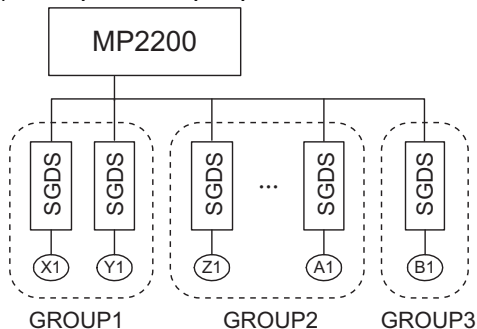 MP2200
SGDS SGDS SGDS ... SGDS SGDS
X1 Y1 Z1 A1 B1
GROUP1 GROUP2 GROUP3